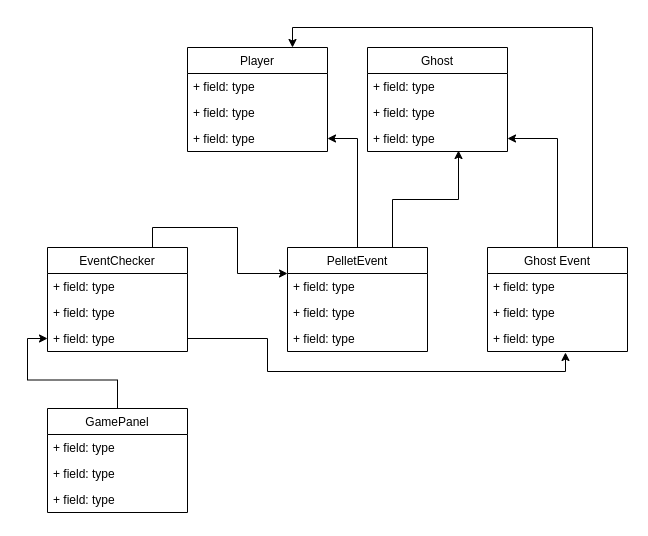 Player
+ field: type
+ field: type
+ field: type
Ghost
+ field: type
+ field: type
+ field: type
EventChecker
+ field: type
+ field: type
+ field: type
PelletEvent
+ field: type
+ field: type
+ field: type
Ghost Event
+ field: type
+ field: type
+ field: type
GamePanel
+ field: type
+ field: type
+ field: type